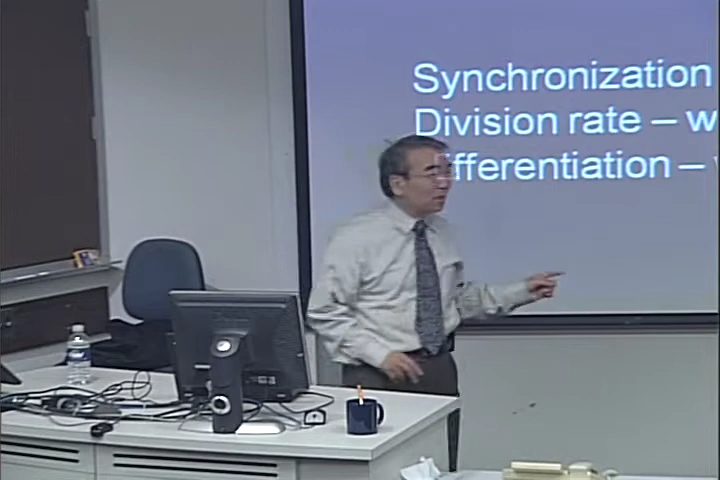 Synchronization
Division rate – w
ifferentiation –